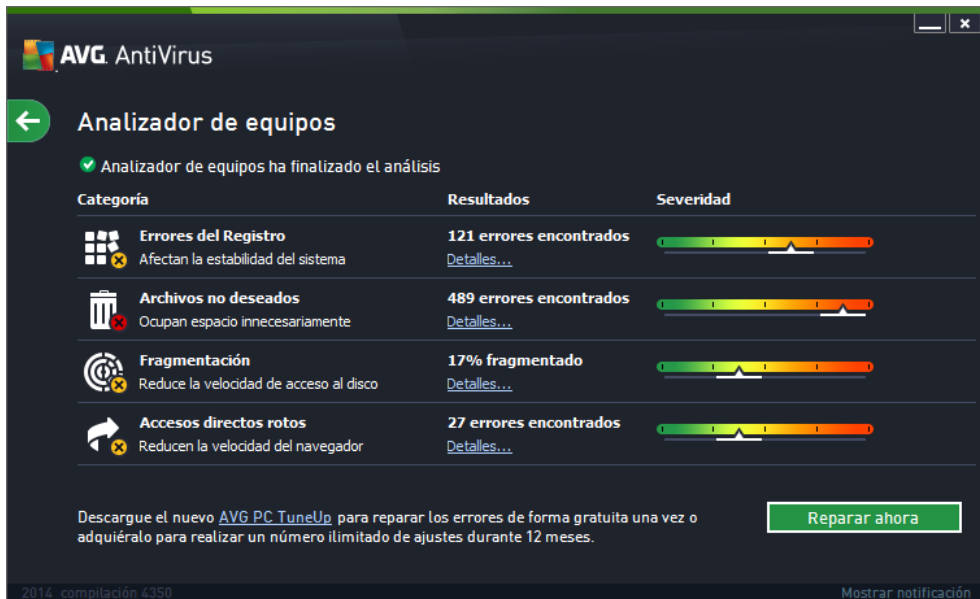 AVG. AntiVirus
Analizador de equipos
Analizador de equipos ha finalizado el análisis
Categoría Resultados Severidad
Errores del Registro 121 errores encontrados
Afectan la estabilidad del sistema Detalles...
Archivos no deseados 489 errores encontrados
Ocupan espacio innecesariamente Detalles...
Fragmentación 17% fragmentado
Reduce la velocidad de acceso al disco Detalles...
Accesos directos rotos 27 errores encontrados
Reducen la velocidad del navegador Detalles...
Descargue el nuevo AVG PC TuneUp para reparar los errores de forma gratuita una vez o
adquiéralo para realizar un número ilimitado de ajustes durante 12 meses.
Reparar ahora
2014 compilación 4350 Mostrar notificación